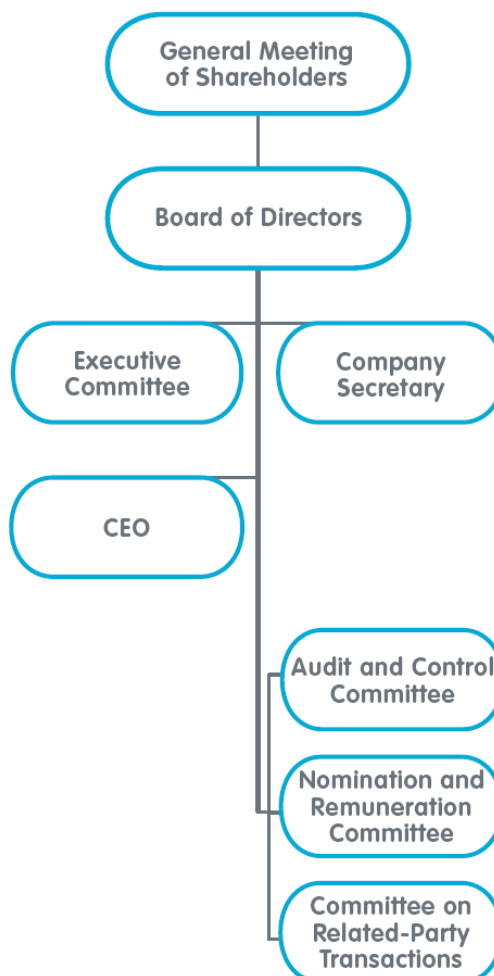 General Meeting
of Shareholders
Board of Directors
Executive
Committee
Company
Secretary
CEO
Audit and Control
Committee
Nomination and
Remuneration
Committee
Committee on
Related-Party
Transactions